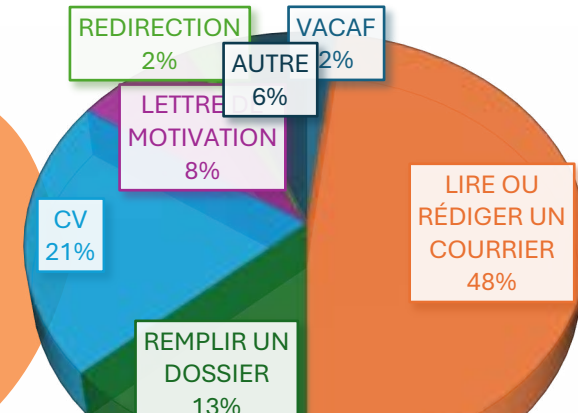 REDIRECTION
2%
VACAF
2%
AUTRE
6%
LETTRE DE
MOTIVATION
8%
CV
21%
LIRE OU
RÉDIGER UN
COURRIER
48%
REMPLIR UN
DOSSIER
13%